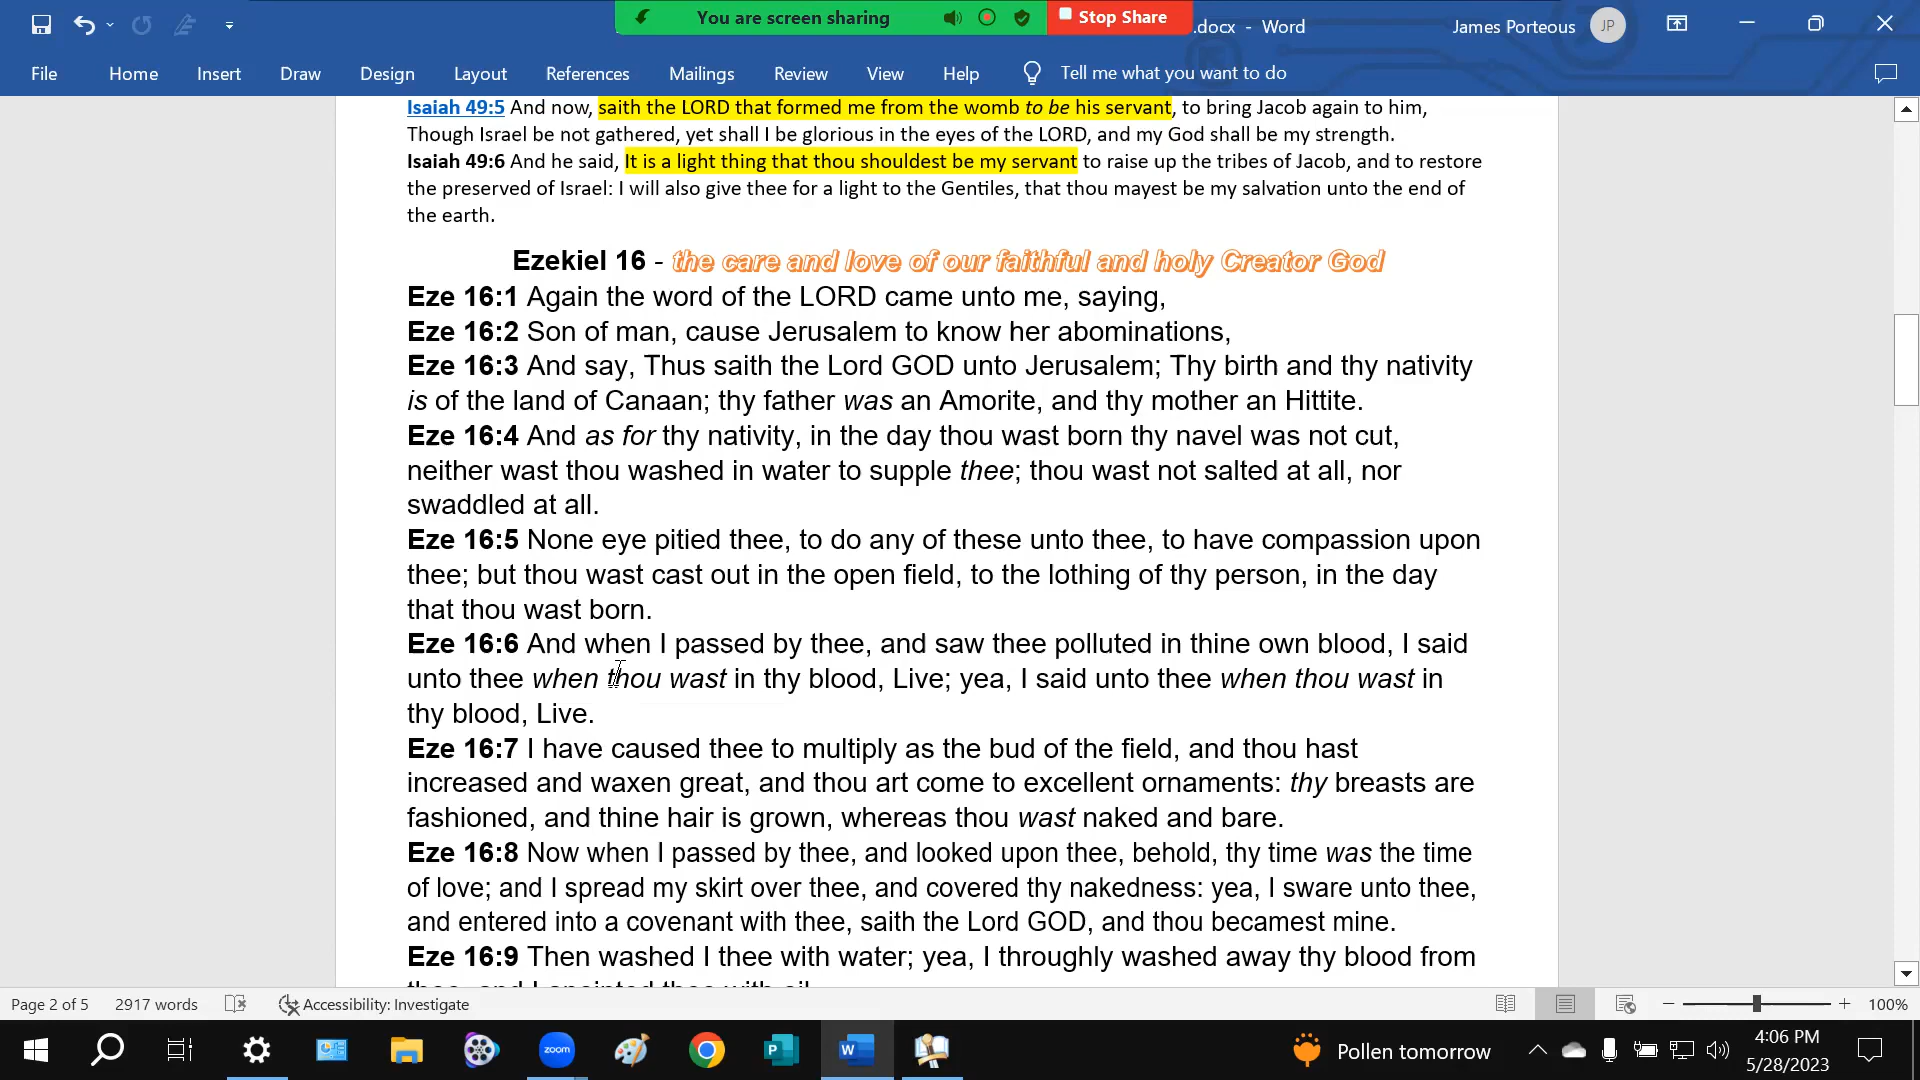 You are screen sharing
Stop Share
.docx - Word
James Porteous
JP
File Home Insert Draw Design Layout References Mailings Review View Help Tell me what you want to do
Isaiah 49:5 And now, saith the LORD that formed me from the womb to be his servant, to bring Jacob again to him,
Though Israel be not gathered, yet shall I be glorious in the eyes of the LORD, and my God shall be my strength.
Isaiah 49:6 And he said, It is a light thing that thou shouldest be my servant to raise up the tribes of Jacob, and to restore
the preserved of Israel: I will also give thee for a light to the Gentiles, that thou mayest be my salvation unto the end of
the earth.
Ezekiel 16 - the care and love of our faithful and holy Creator God
Eze 16:1 Again the word of the LORD came unto me, saying,
Eze 16:2 Son of man, cause Jerusalem to know her abominations,
Eze 16:3 And say, Thus saith the Lord GOD unto Jerusalem; Thy birth and thy nativity
is of the land of Canaan; thy father was an Amorite, and thy mother an Hittite.
Eze 16:4 And as for thy nativity, in the day thou wast born thy navel was not cut,
neither wast thou washed in water to supple thee; thou wast not salted at all, nor
swaddled at all.
Eze 16:5 None eye pitied thee, to do any of these unto thee, to have compassion upon
thee; but thou wast cast out in the open field, to the lothing of thy person, in the day
that thou wast born.
Eze 16:6 And when I passed by thee, and saw thee polluted in thine own blood, I said
unto thee when thou wast in thy blood, Live; yea, I said unto thee when thou wast in
thy blood, Live.
Eze 16:7 I have caused thee to multiply as the bud of the field, and thou hast
increased and waxen great, and thou art come to excellent ornaments: thy breasts are
fashioned, and thine hair is grown, whereas thou wast naked and bare.
Eze 16:8 Now when I passed by thee, and looked upon thee, behold, thy time was the time
of love; and I spread my skirt over thee, and covered thy nakedness: yea, I sware unto thee,
and entered into a covenant with thee, saith the Lord GOD, and thou becamest mine.
Eze 16:9 Then washed I thee with water; yea, I throughly washed away thy blood from
thee, and I anointed thee with oil
Page 2 of 5 2917 words Accessibility: Investigate 100%
zoom
Pollen tomorrow
4:06 PM
5/28/2023